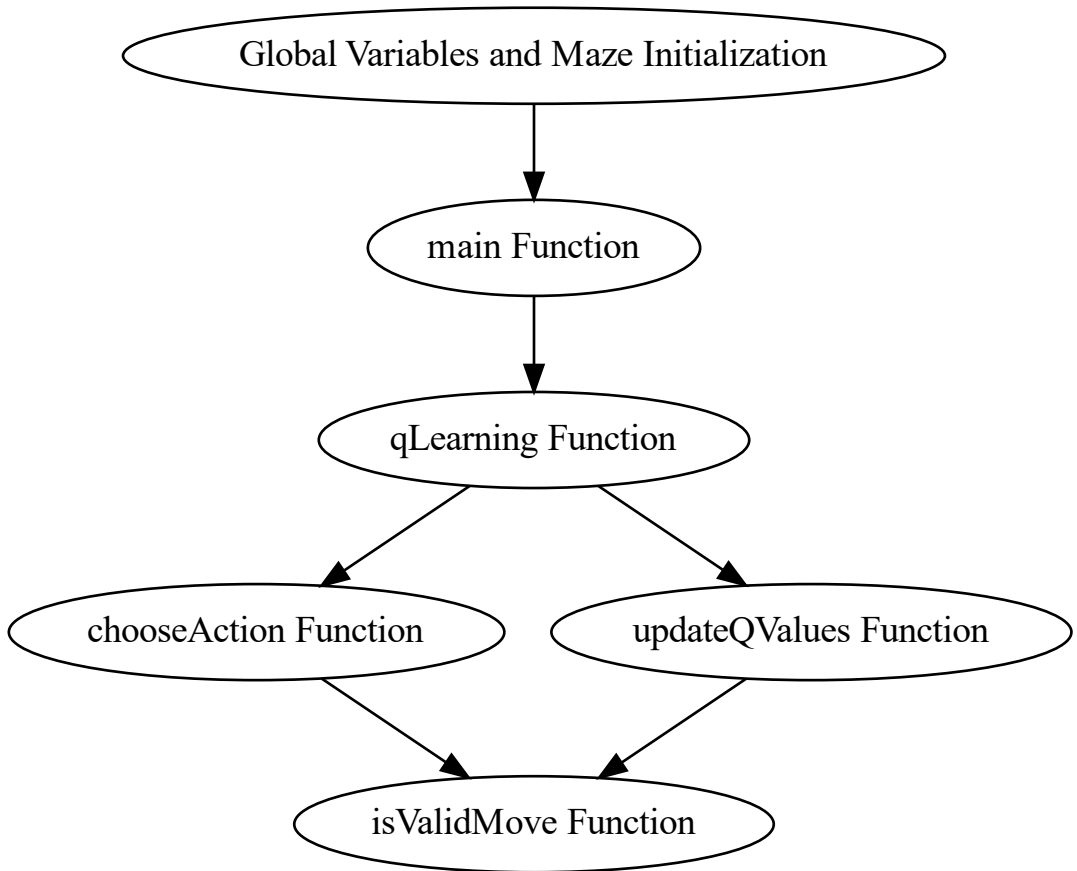 Global Variables and Maze Initialization
main Function
qLearning Function
chooseAction Function
updateQValues Function
isValidMove Function